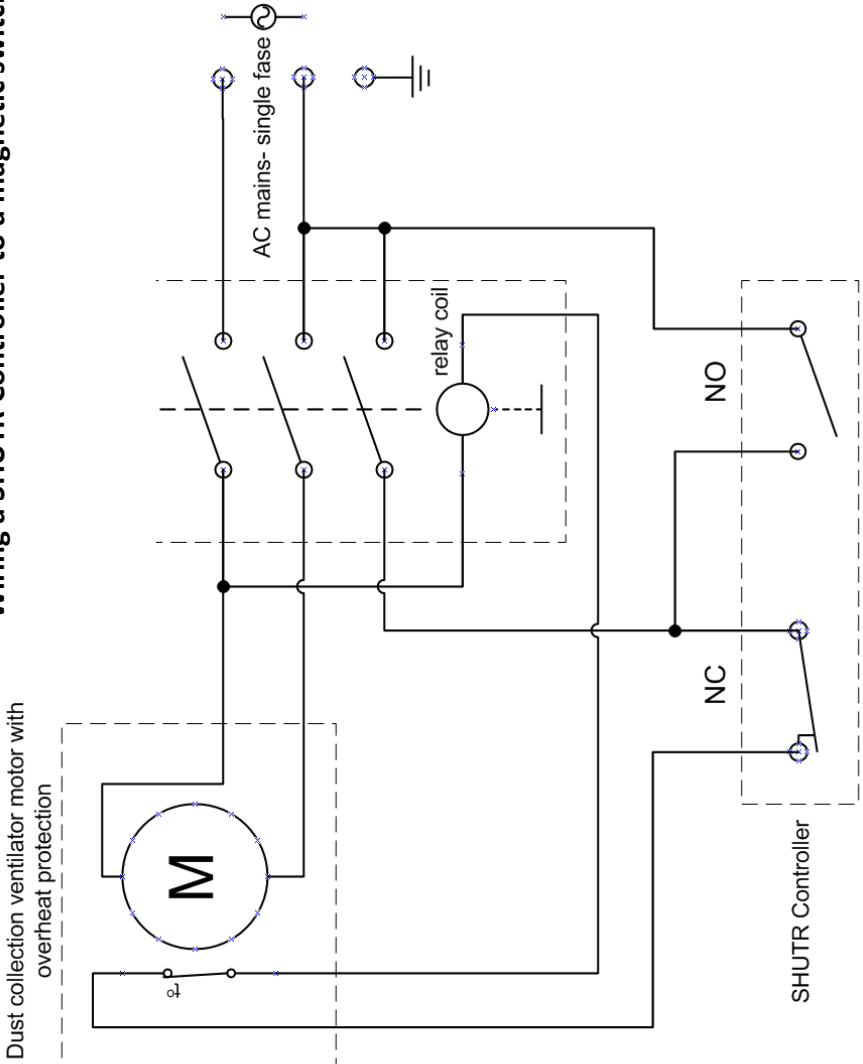 Wiring a SHUTR Controller to a magnetic
AC mains- single fase
relay coil
NO
NC
SHUTR Controller
Dust collection ventilator motor with
overheat protection
M
tº